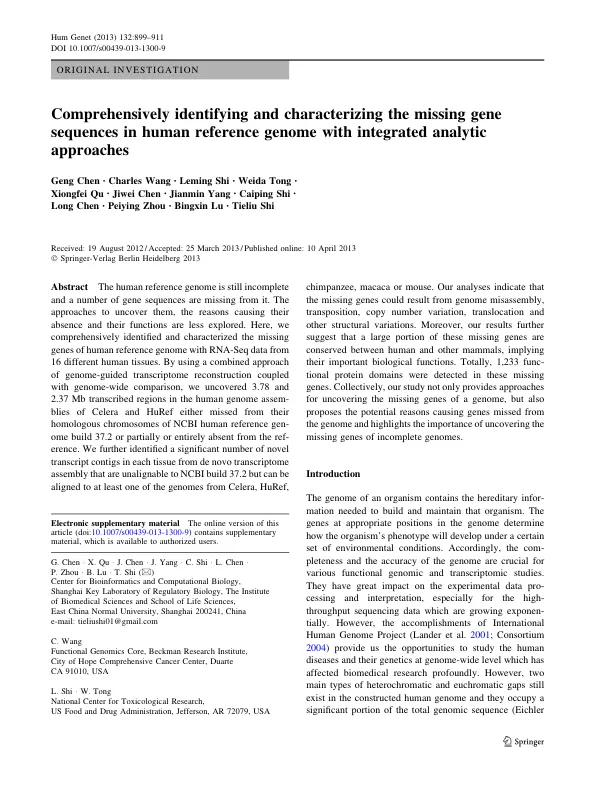 Hum Genet (2013) 132:899–911
DOI 10.1007/s00439-013-1300-9
ORIGINAL INVESTIGATION
Comprehensively identifying and characterizing the missing gene
sequences in human reference genome with integrated analytic
approaches
Geng Chen · Charles Wang · Leming Shi · Weida Tong ·
Xiongfei Qu · Jiwei Chen · Jianmin Yang · Caiping Shi ·
Long Chen · Peiying Zhou · Bingxin Lu · Tieliu Shi
Received: 19 August 2012 / Accepted: 25 March 2013 / Published online: 10 April 2013
© Springer-Verlag Berlin Heidelberg 2013
Abstract The human reference genome is still incomplete
and a number of gene sequences are missing from it. The
approaches to uncover them, the reasons causing their
absence and their functions are less explored. Here, we
comprehensively identified and characterized the missing
genes of human reference genome with RNA-Seq data from
16 different human tissues. By using a combined approach
of genome-guided transcriptome reconstruction coupled
with genome-wide comparison, we uncovered 3.78 and
2.37 Mb transcribed regions in the human genome assem-
blies of Celera and HuRef either missed from their
homologous chromosomes of NCBI human reference gen-
ome build 37.2 or partially or entirely absent from the ref-
erence. We further identified a significant number of novel
transcript contigs in each tissue from de novo transcriptome
assembly that are unalignable to NCBI build 37.2 but can be
aligned to at least one of the genomes from Celera, HuRef,
chimpanzee, macaca or mouse. Our analyses indicate that
the missing genes could result from genome misassembly,
transposition, copy number variation, translocation and
other structural variations. Moreover, our results further
suggest that a large portion of these missing genes are
conserved between human and other mammals, implying
their important biological functions. Totally, 1,233 func-
tional protein domains were detected in these missing
genes. Collectively, our study not only provides approaches
for uncovering the missing genes of a genome, but also
proposes the potential reasons causing genes missed from
the genome and highlights the importance of uncovering the
missing genes of incomplete genomes.
Electronic supplementary material The online version of this
article (doi:10.1007/s00439-013-1300-9) contains supplementary
material, which is available to authorized users.
G. Chen · X. Qu · J. Chen · J. Yang · C. Shi · L. Chen ·
P. Zhou · B. Lu · T. Shi (✉)
Center for Bioinformatics and Computational Biology,
Shanghai Key Laboratory of Regulatory Biology, The Institute
of Biomedical Sciences and School of Life Sciences,
East China Normal University, Shanghai 200241, China
e-mail: tieliushi01@gmail.com
C. Wang
Functional Genomics Core, Beckman Research Institute,
City of Hope Comprehensive Cancer Center, Duarte
CA 91010, USA
L. Shi · W. Tong
National Center for Toxicological Research,
US Food and Drug Administration, Jefferson, AR 72079, USA
Introduction
The genome of an organism contains the hereditary infor-
mation needed to build and maintain that organism. The
genes at appropriate positions in the genome determine
how the organism's phenotype will develop under a certain
set of environmental conditions. Accordingly, the com-
pleteness and the accuracy of the genome are crucial for
various functional genomic and transcriptomic studies.
They have great impact on the experimental data pro-
cessing and interpretation, especially for the high-
throughput sequencing data which are growing exponen-
tially. However, the accomplishments of International
Human Genome Project (Lander et al. 2001; Consortium
2004) provide us the opportunities to study the human
diseases and their genetics at genome-wide level which has
affected biomedical research profoundly. However, two
main types of heterochromatic and euchromatic gaps still
exist in the constructed human genome and they occupy a
significant portion of the total genomic sequence (Eichler
Springer